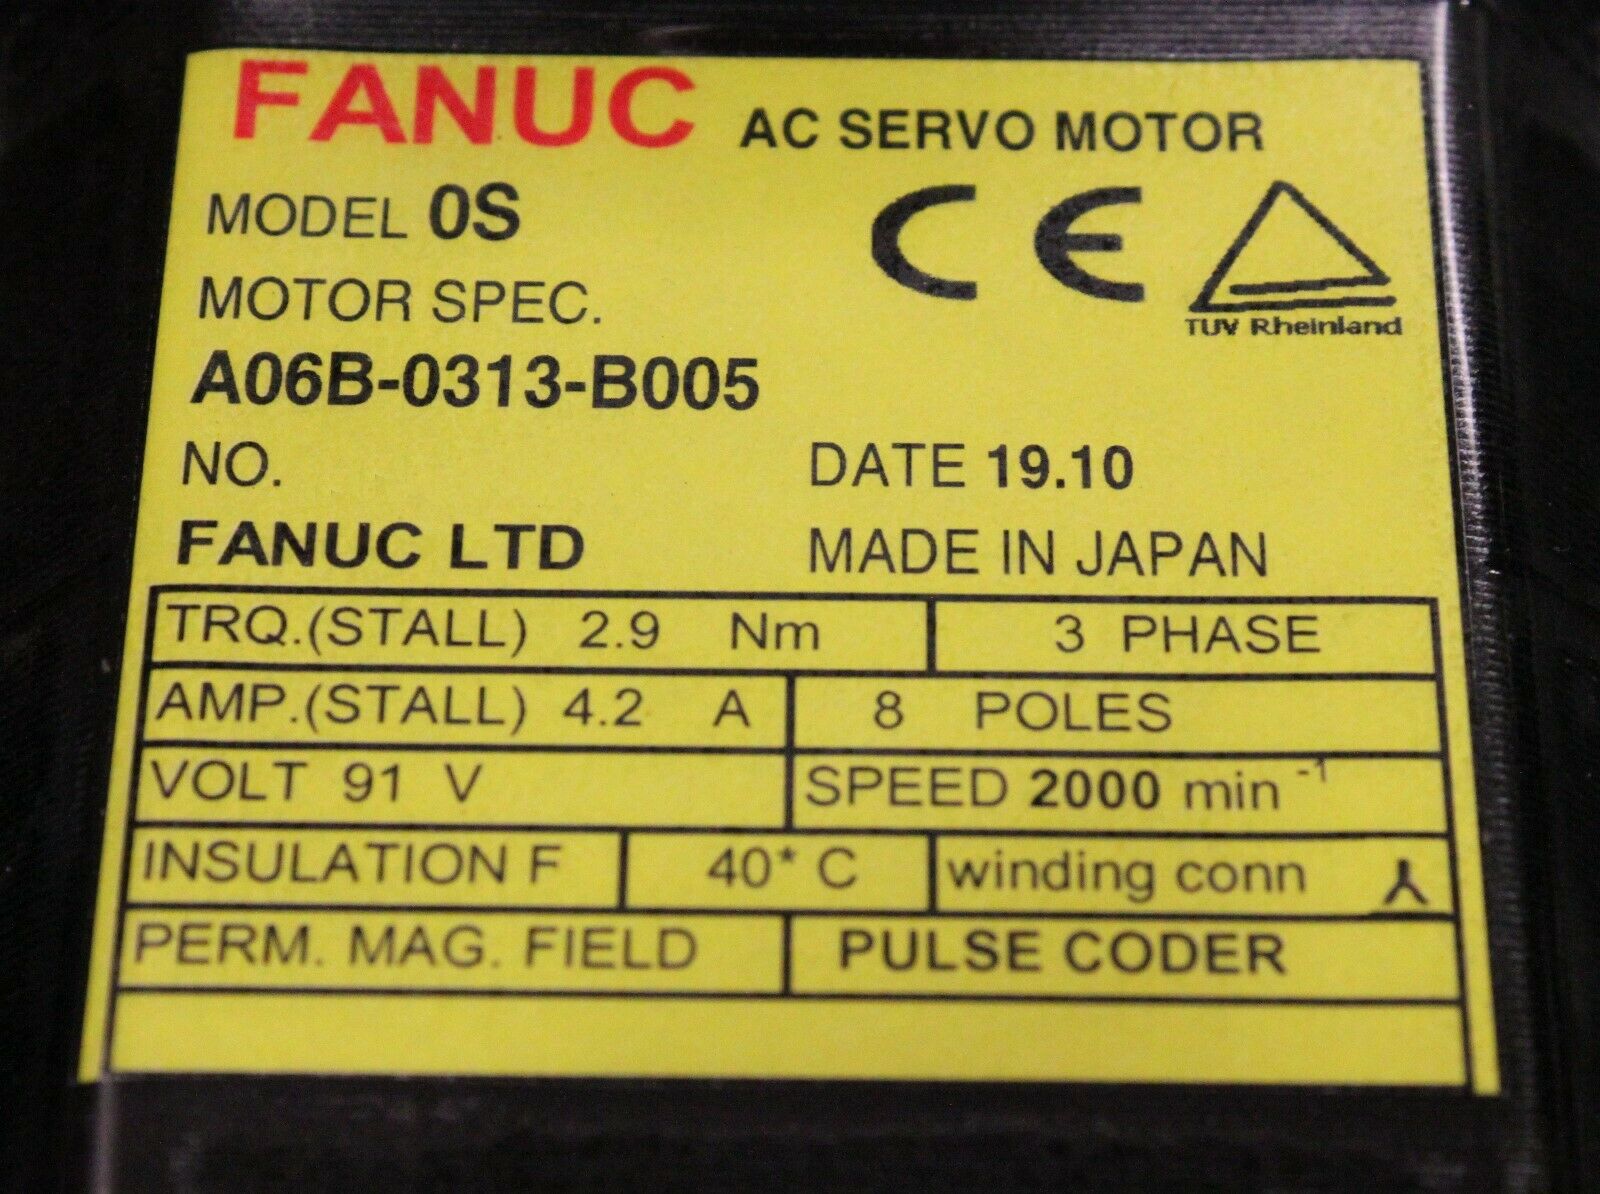 FANUC AC SERVO MOTOR
MODEL 0S
CE
MOTOR SPEC.
TUV Rheinland
A06B-0313-B005
NO. DATE 19.10
FANUC LTD MADE IN JAPAN
TRQ.(STALL) 2.9 Nm 3 PHASE
AMP.(STALL) 4.2 A 8 POLES
VOLT 91 V SPEED 2000 min⁻¹
INSULATION F 40* C winding conn
PERM. MAG. FIELD PULSE CODER